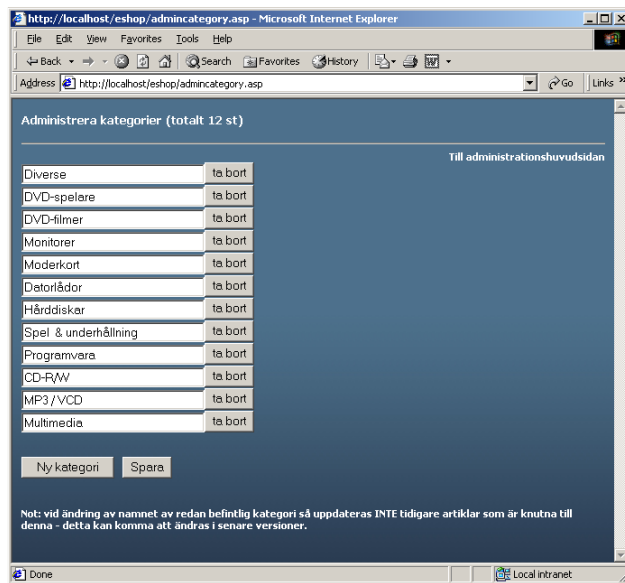 http://localhost/eshop/admincategory.asp - Microsoft Internet Explorer
File Edit View Favorites Tools Help
Back Search Favorites History
Address http://localhost/eshop/admincategory.asp Go Links »
Administrera kategorier (totalt 12 st)
Till administrationshuvudsidan
Diverse ta bort
DVD-spelare ta bort
DVD-filmer ta bort
Monitorer ta bort
Moderkort ta bort
Datorlådor ta bort
Hårddiskar ta bort
Spel & underhållning ta bort
Programvara ta bort
CD-R/W ta bort
MP3 / VCD ta bort
Multimedia ta bort
Ny kategori Spara
Not: vid ändring av namnet av redan befintlig kategori så uppdateras INTE tidigare artiklar som är knutna till
denna - detta kan komma att ändras i senare versioner.
Done Local intranet